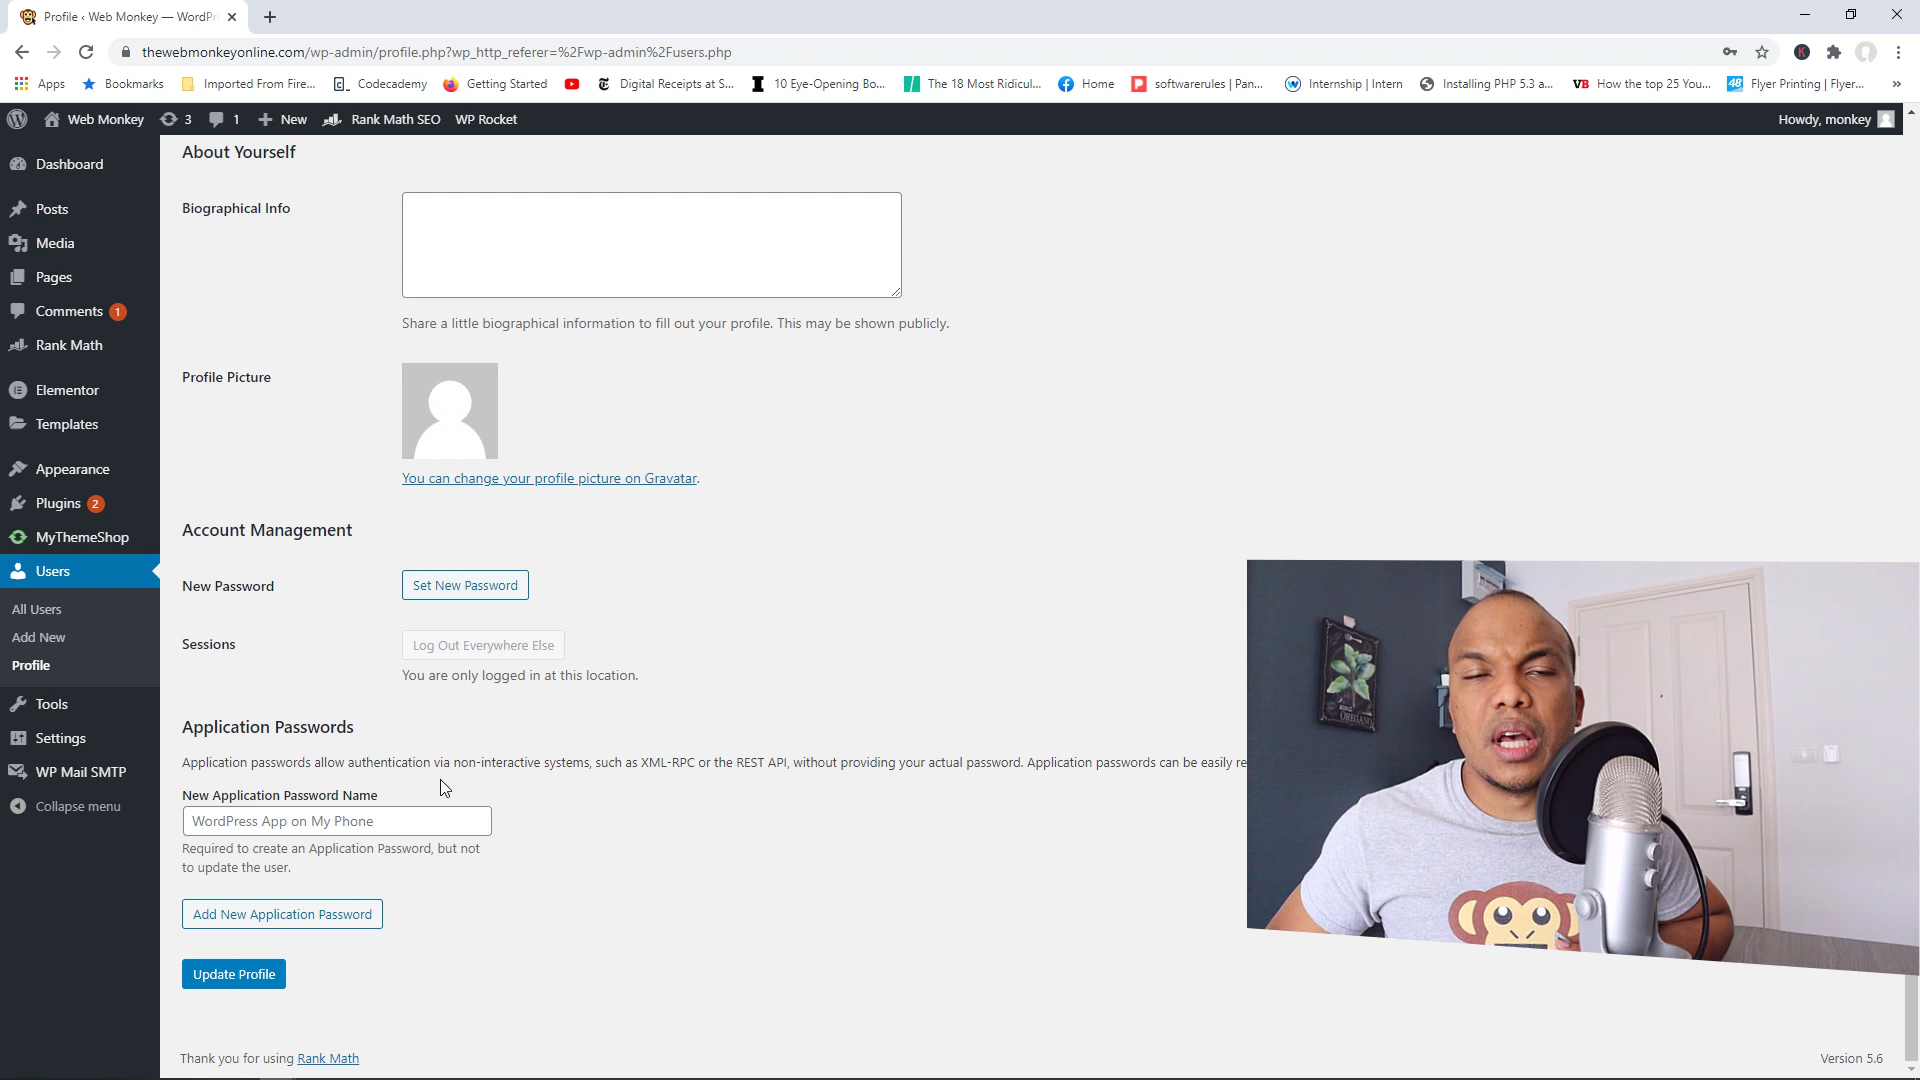 Profile ‹ Web Monkey — WordPr
thewebmonkeyonline.com/wp-admin/profile.php?wp_http_referer=%2Fwp-admin%2Fusers.php
Apps
Bookmarks
Imported From Fire...
Codecademy
Getting Started
Digital Receipts at S...
10 Eye-Opening Bo...
The 18 Most Ridicul...
Home
softwarerules | Pan...
Internship | Intern
Installing PHP 5.3 a...
VB How the top 25 You...
Flyer Printing | Flyer...
Web Monkey
3
1
New
Rank Math SEO
WP Rocket
Howdy, monkey
Dashboard
Posts
Media
Pages
Comments 1
Rank Math
Elementor
Templates
Appearance
Plugins 2
MyThemeShop
Users
All Users
Add New
Profile
Tools
Settings
WP Mail SMTP
Collapse menu
About Yourself
Biographical Info
Share a little biographical information to fill out your profile. This may be shown publicly.
Profile Picture
You can change your profile picture on Gravatar.
Account Management
New Password
Set New Password
Sessions
Log Out Everywhere Else
You are only logged in at this location.
Application Passwords
Application passwords allow authentication via non-interactive systems, such as XML-RPC or the REST API, without providing your actual password. Application passwords can be easily re
New Application Password Name
WordPress App on My Phone
Required to create an Application Password, but not
to update the user.
Add New Application Password
Update Profile
Thank you for using Rank Math
Version 5.6
OREGANO